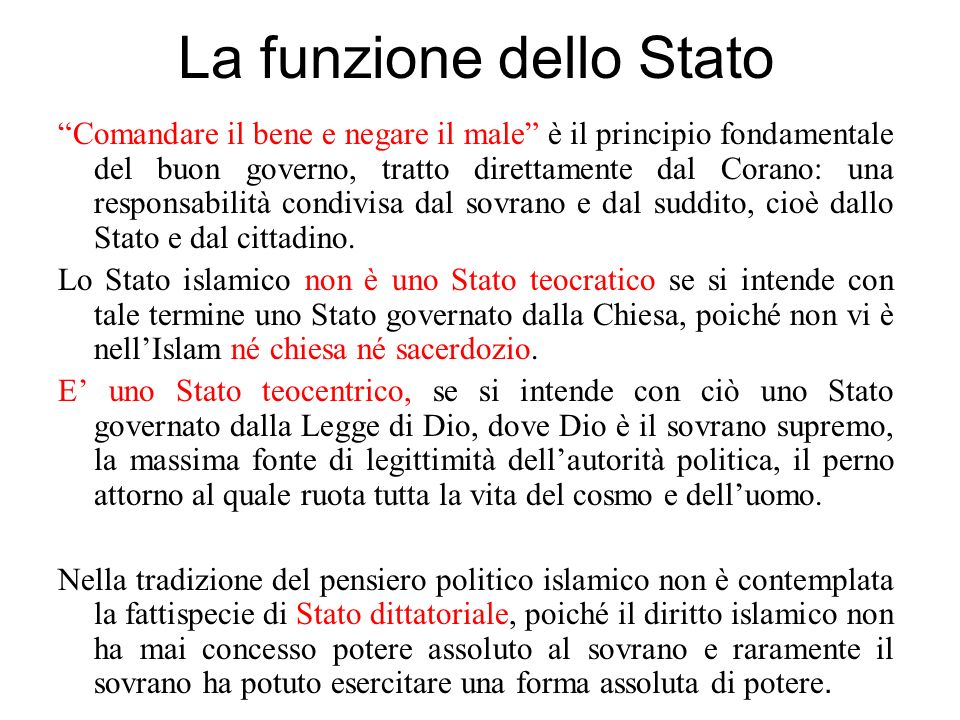 La funzione dello Stato
“Comandare il bene e negare il male” è il principio fondamentale
del buon governo, tratto direttamente dal Corano: una
responsabilità condivisa dal sovrano e dal suddito, cioè dallo
Stato e dal cittadino.
Lo Stato islamico non è uno Stato teocratico se si intende con
tale termine uno Stato governato dalla Chiesa, poiché non vi è
nell’Islam né chiesa né sacerdozio.
E’ uno Stato teocentrico, se si intende con ciò uno Stato
governato dalla Legge di Dio, dove Dio è il sovrano supremo,
la massima fonte di legittimità dell’autorità politica, il perno
attorno al quale ruota tutta la vita del cosmo e dell’uomo.
Nella tradizione del pensiero politico islamico non è contemplata
la fattispecie di Stato dittatoriale, poiché il diritto islamico non
ha mai concesso potere assoluto al sovrano e raramente il
sovrano ha potuto esercitare una forma assoluta di potere.